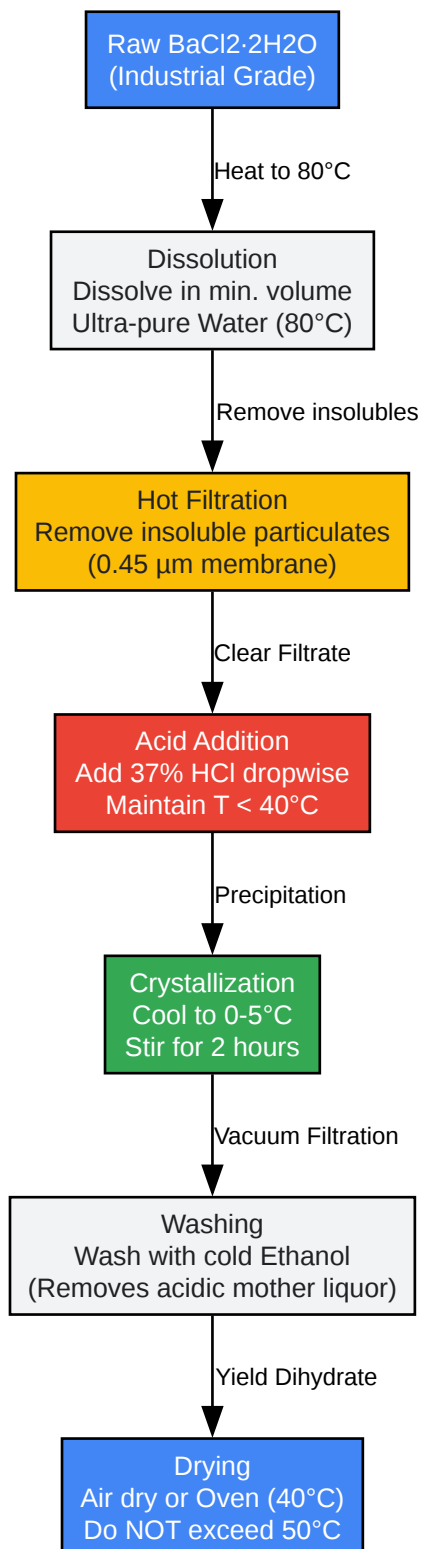 Raw BaCl2·2H2O
(Industrial Grade)
Heat to 80°C
Dissolution
Dissolve in min. volume
Ultra-pure Water (80°C)
Remove insolubles
Hot Filtration
Remove insoluble particulates
(0.45 µm membrane)
Clear Filtrate
Acid Addition
Add 37% HCl dropwise
Maintain T < 40°C
Precipitation
Crystallization
Cool to 0-5°C
Stir for 2 hours
Vacuum Filtration
Washing
Wash with cold Ethanol
(Removes acidic mother liquor)
Yield Dihydrate
Drying
Air dry or Oven (40°C)
Do NOT exceed 50°C